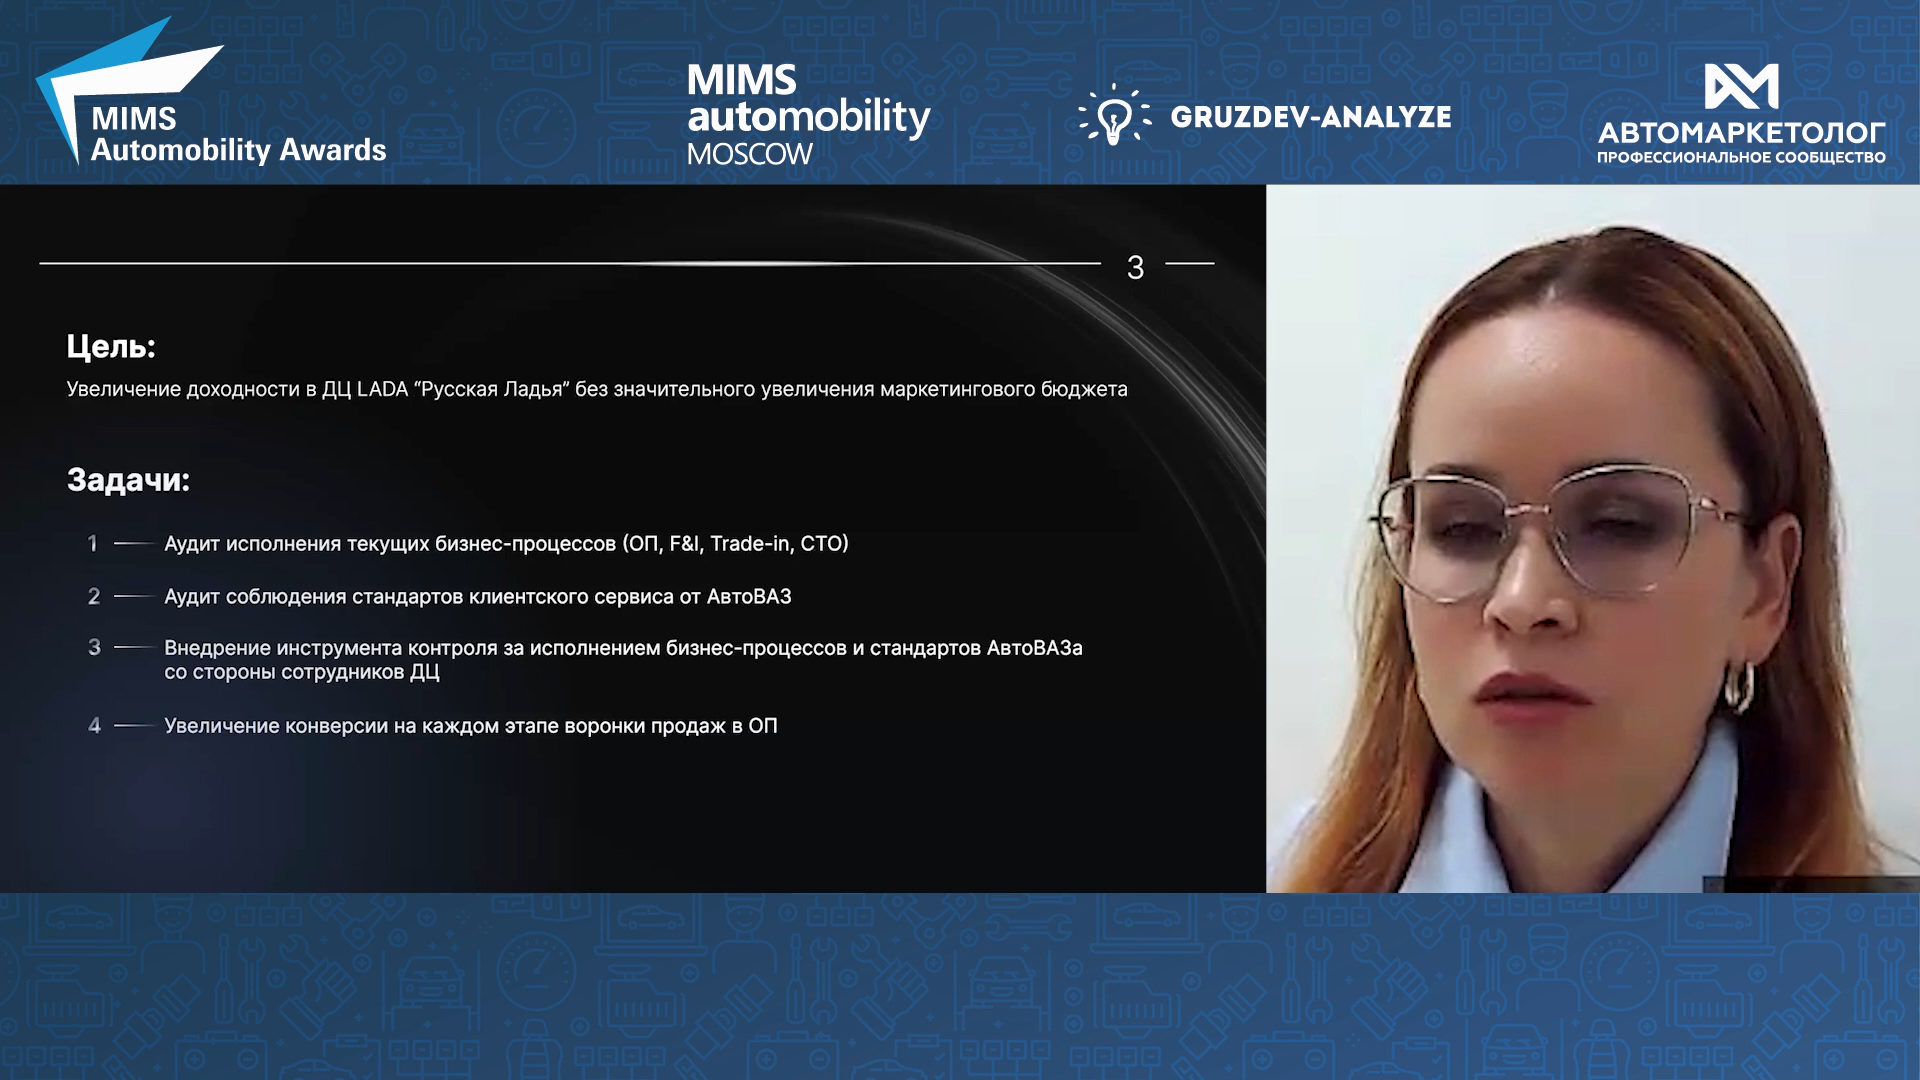 MIMS
Automobility Awards
MIMS
automobility
MOSCOW
GRUZDEV-ANALYZE
АВТОМАРКЕТОЛОГ
ПРОФЕССИОНАЛЬНОЕ СООБЩЕСТВО
3
Цель:
Увеличение доходности в ДЦ LADA “Русская Ладья” без значительного увеличения маркетингового бюджета
Задачи:
1 Аудит исполнения текущих бизнес-процессов (ОП, F&I, Trade-in, СТО)
2 Аудит соблюдения стандартов клиентского сервиса от АвтоВАЗ
3 Внедрение инструмента контроля за исполнением бизнес-процессов и стандартов АвтоВАЗа
со стороны сотрудников ДЦ
4 Увеличение конверсии на каждом этапе воронки продаж в ОП